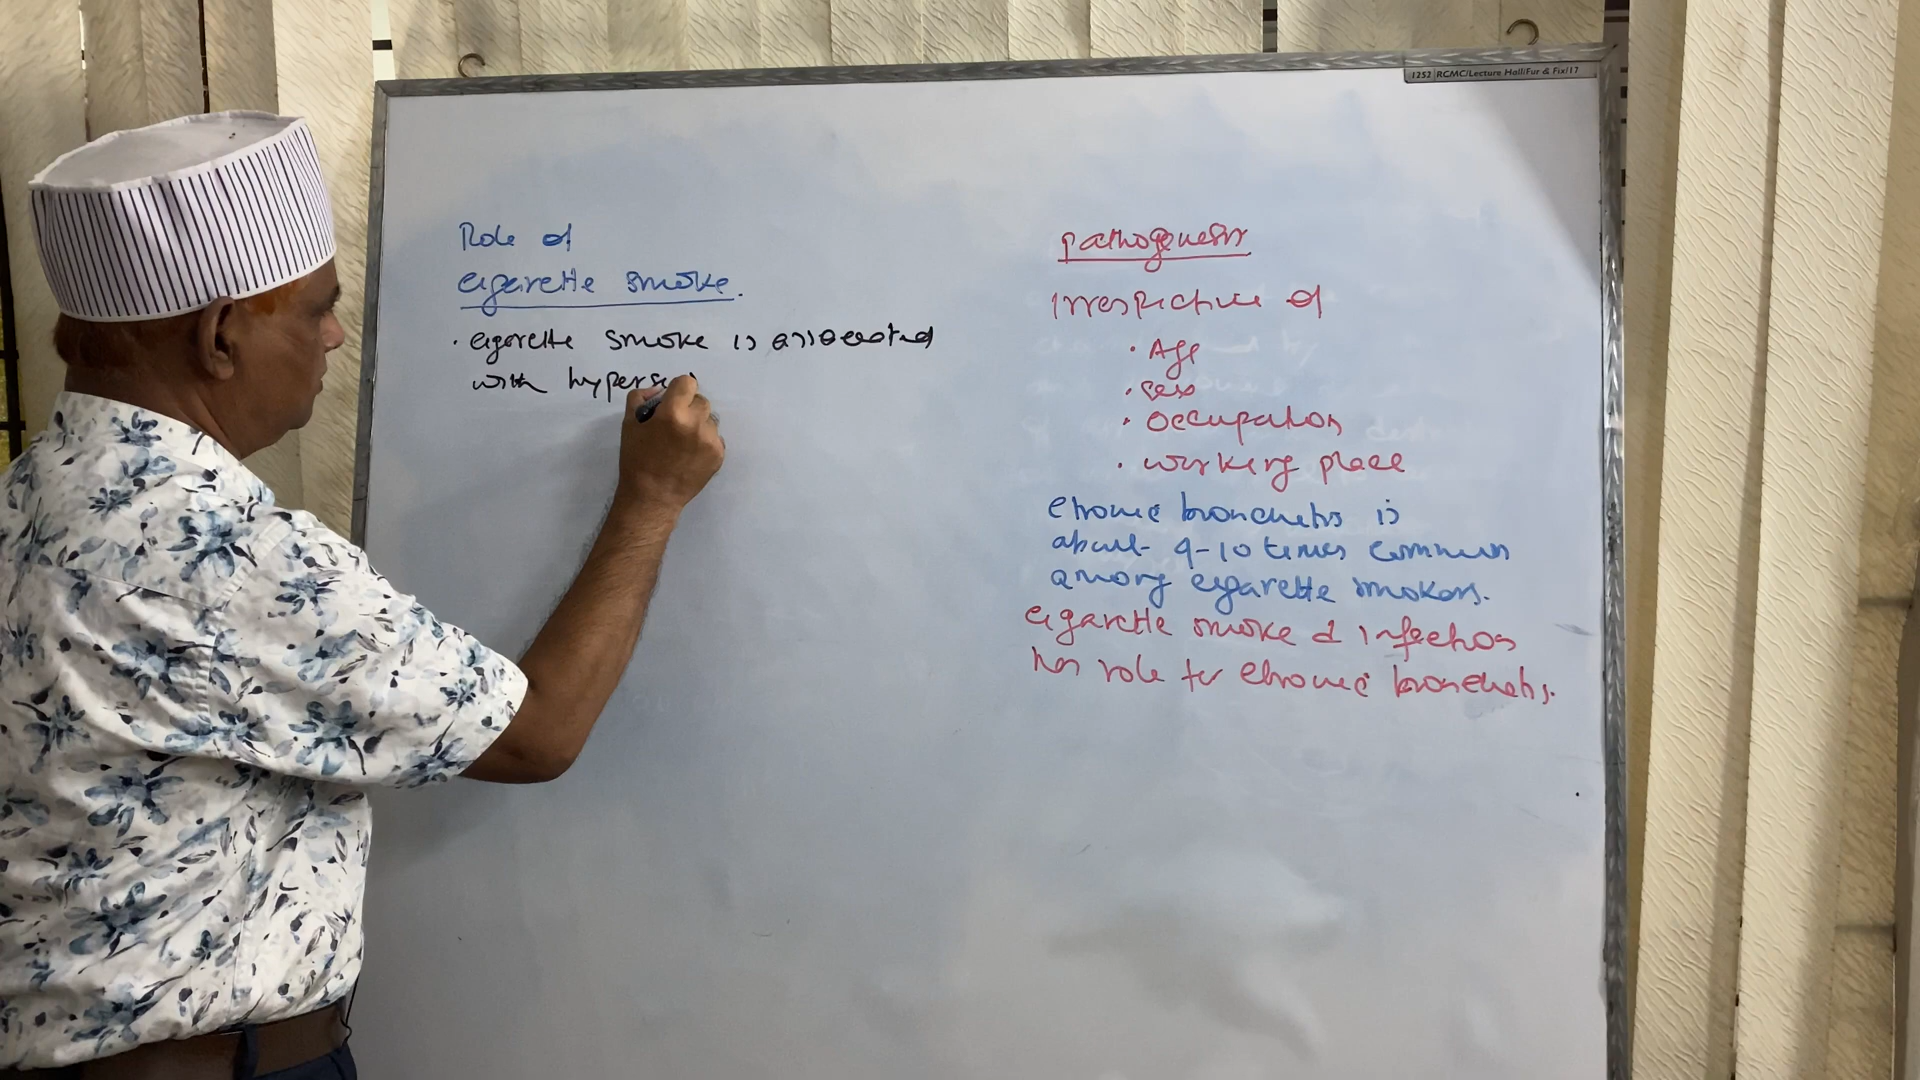 1252 RCMC/Lecture Hall/Fur & Fix/17
Role of
cigarette smoke.
• cigarette smoke is associated
with hypersec
pathogenesis
Irrespective of
• Age
• Sex
• Occupation
• working place
chronic bronchitis is
about 4-10 times common
among cigarette smokers.
cigarette smoke & infection
has role for chronic bronchitis.